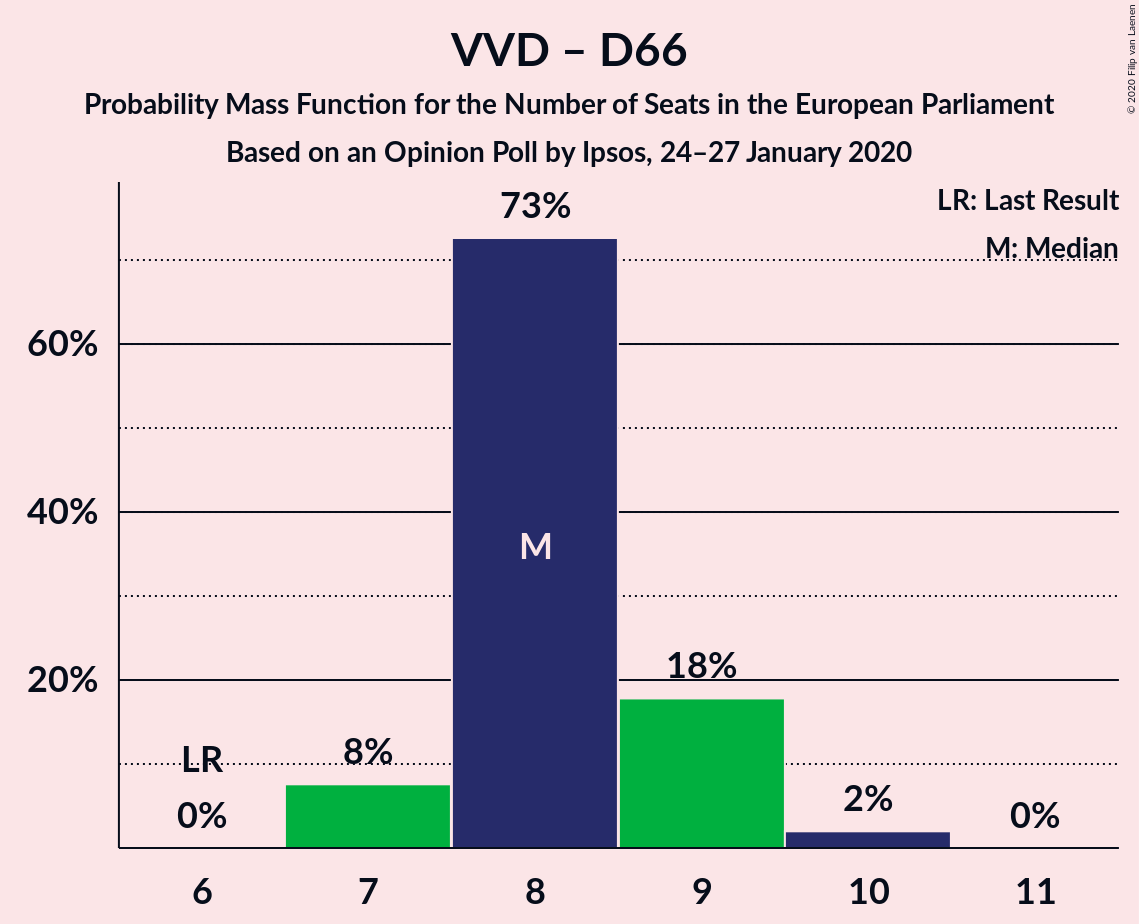 VVD – D66
Probability Mass Function for the Number of Seats in the European Parliament
Based on an Opinion Poll by Ipsos, 24–27 January 2020
© 2020 Filip van Laenen
LR: Last Result
M: Median
73%
60%
40%
M
20%
18%
LR
8%
0%
2%
0%
6
7
8
9
10
11